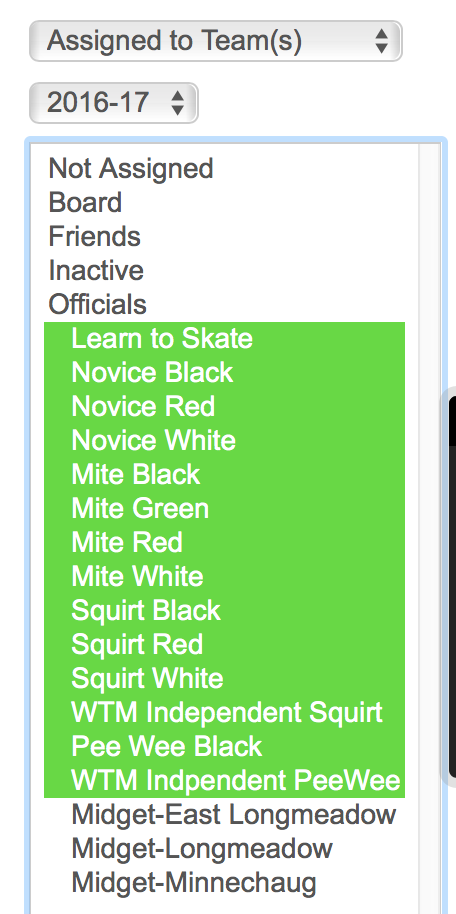 Assigned to Team(s)
2016-17
Not Assigned
Board
Friends
Inactive
Officials
Learn to Skate
Novice Black
Novice Red
Novice White
Mite Black
Mite Green
Mite Red
Mite White
Squirt Black
Squirt Red
Squirt White
WTM Independent Squirt
Pee Wee Black
WTM Indpendent PeeWee
Midget-East Longmeadow
Midget-Longmeadow
Midget-Minnechaug